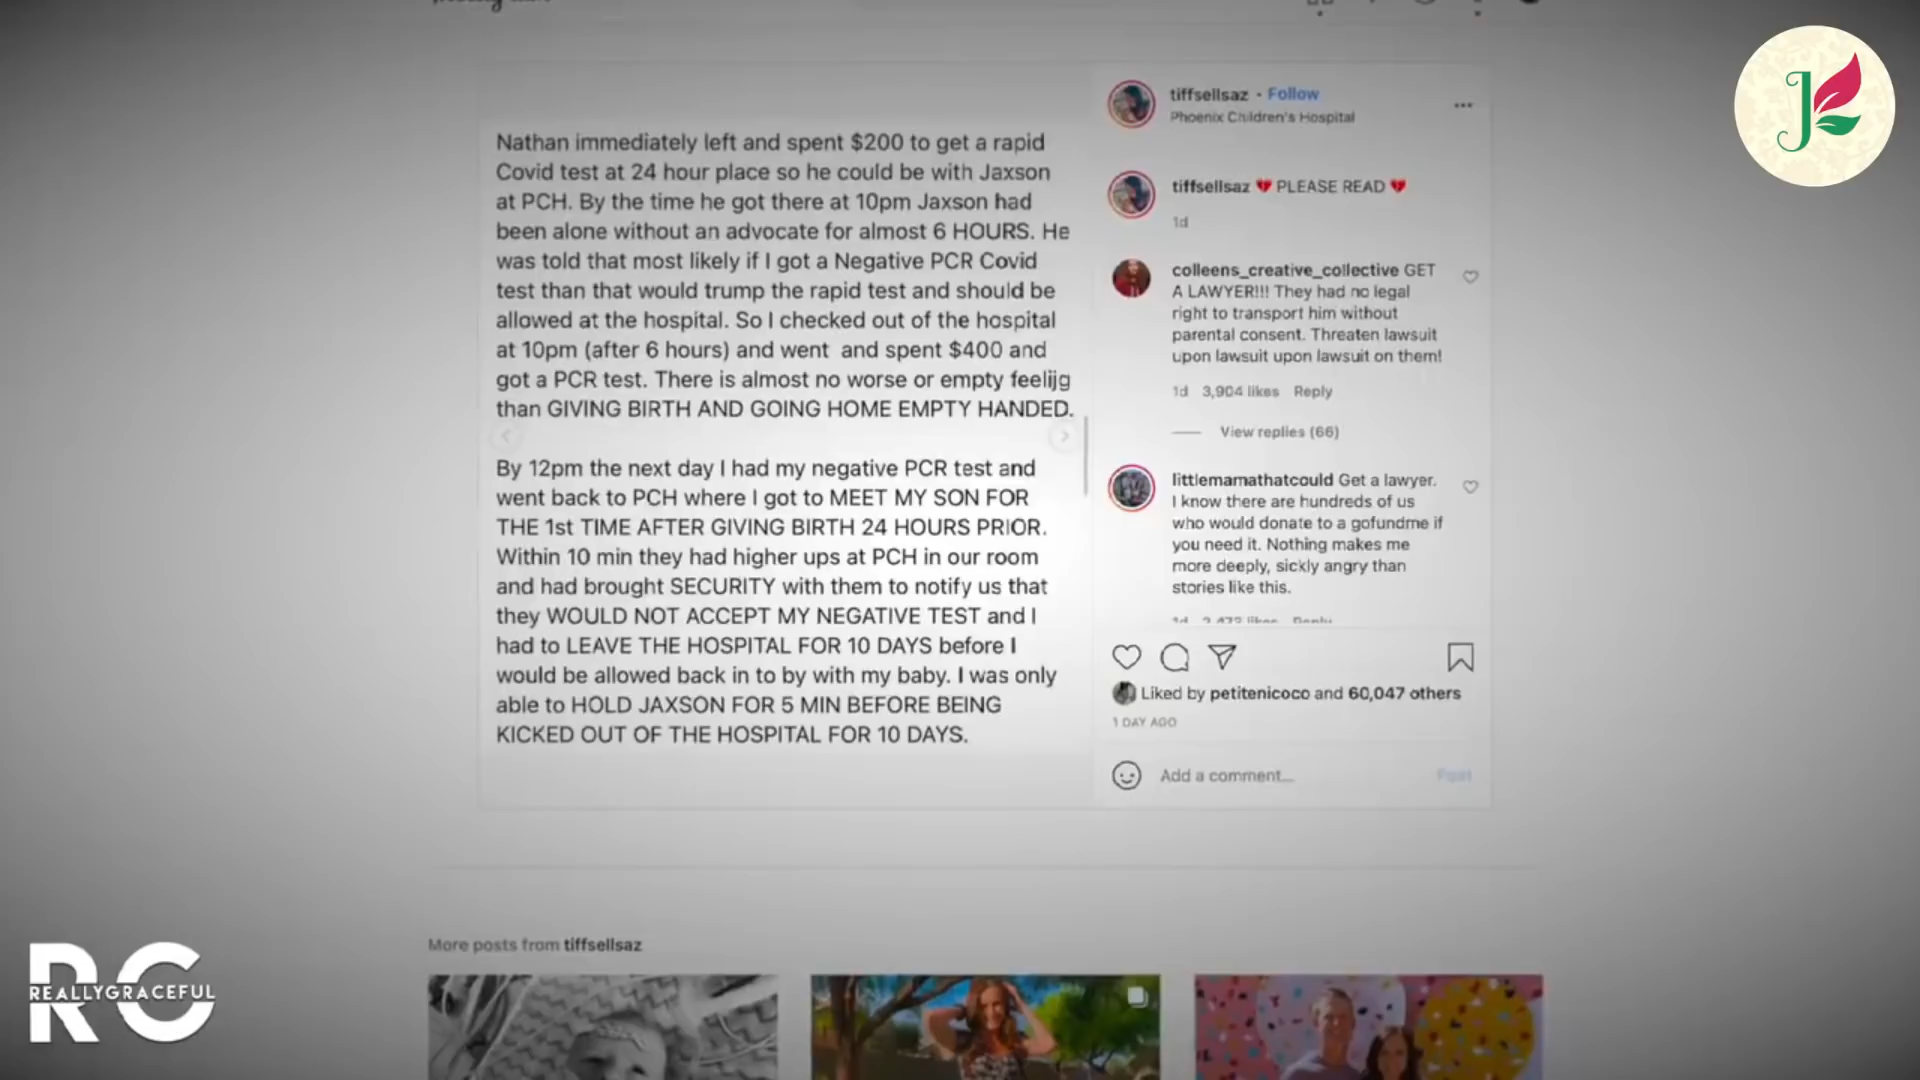 Nathan immediately left and spent $200 to get a rapid
Covid test at 24 hour place so he could be with Jaxson
at PCH. By the time he got there at 10pm Jaxson had
been alone without an advocate for almost 6 HOURS. He
was told that most likely if I got a Negative PCR Covid
test than that would trump the rapid test and should be
allowed at the hospital. So I checked out of the hospital
at 10pm (after 6 hours) and went  and spent $400 and
got a PCR test. There is almost no worse or empty feelijg
than GIVING BIRTH AND GOING HOME EMPTY HANDED.
By 12pm the next day I had my negative PCR test and
went back to PCH where I got to MEET MY SON FOR
THE 1st TIME AFTER GIVING BIRTH 24 HOURS PRIOR.
Within 10 min they had higher ups at PCH in our room
and had brought SECURITY with them to notify us that
they WOULD NOT ACCEPT MY NEGATIVE TEST and I
had to LEAVE THE HOSPITAL FOR 10 DAYS before I
would be allowed back in to by with my baby. I was only
able to HOLD JAXSON FOR 5 MIN BEFORE BEING
KICKED OUT OF THE HOSPITAL FOR 10 DAYS.
tiffsellsaz • Follow
Phoenix Children's Hospital
tiffsellsaz 💔 PLEASE READ 💔
1d
colleens_creative_collective GET
A LAWYER!!! They had no legal
right to transport him without
parental consent. Threaten lawsuit
upon lawsuit upon lawsuit on them!
1d 3,904 likes Reply
View replies (66)
littlemamathatcould Get a lawyer.
I know there are hundreds of us
who would donate to a gofundme if
you need it. Nothing makes me
more deeply, sickly angry than
stories like this.
Liked by petitenicoco and 60,047 others
1 DAY AGO
Add a comment...
Post
More posts from tiffsellsaz
J
RG
REALLYGRACEFUL